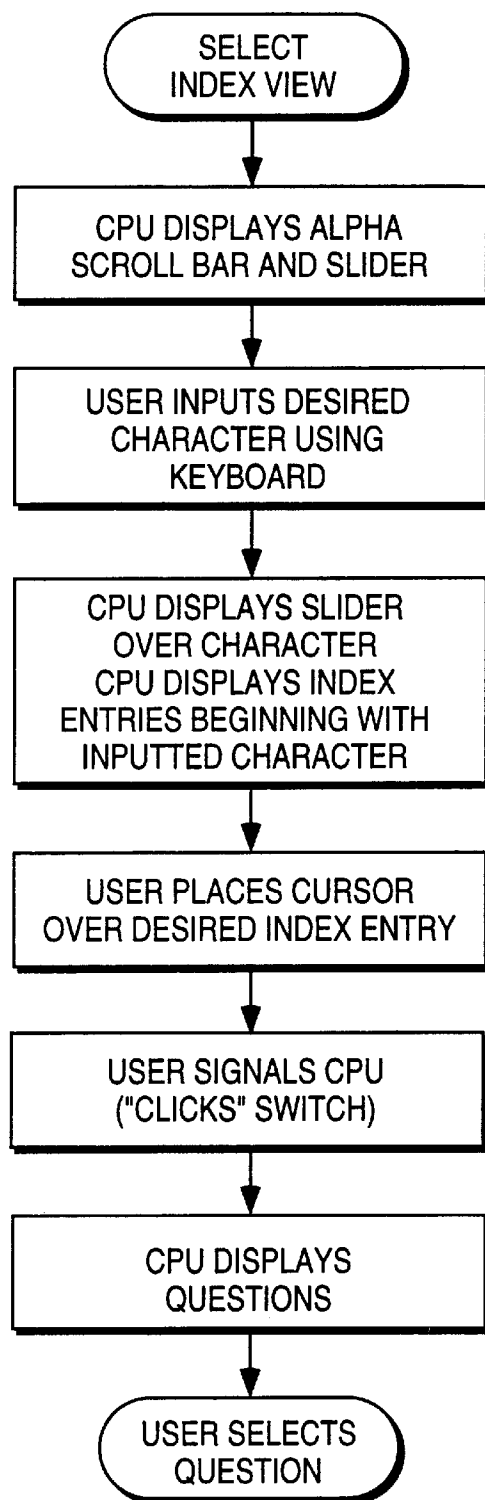 SELECT
INDEX VIEW
CPU DISPLAYS ALPHA
SCROLL BAR AND SLIDER
USER INPUTS DESIRED
CHARACTER USING
KEYBOARD
CPU DISPLAYS SLIDER
OVER CHARACTER
CPU DISPLAYS INDEX
ENTRIES BEGINNING WITH
INPUTTED CHARACTER
USER PLACES CURSOR
OVER DESIRED INDEX ENTRY
USER SIGNALS CPU
("CLICKS" SWITCH)
CPU DISPLAYS
QUESTIONS
USER SELECTS
QUESTION